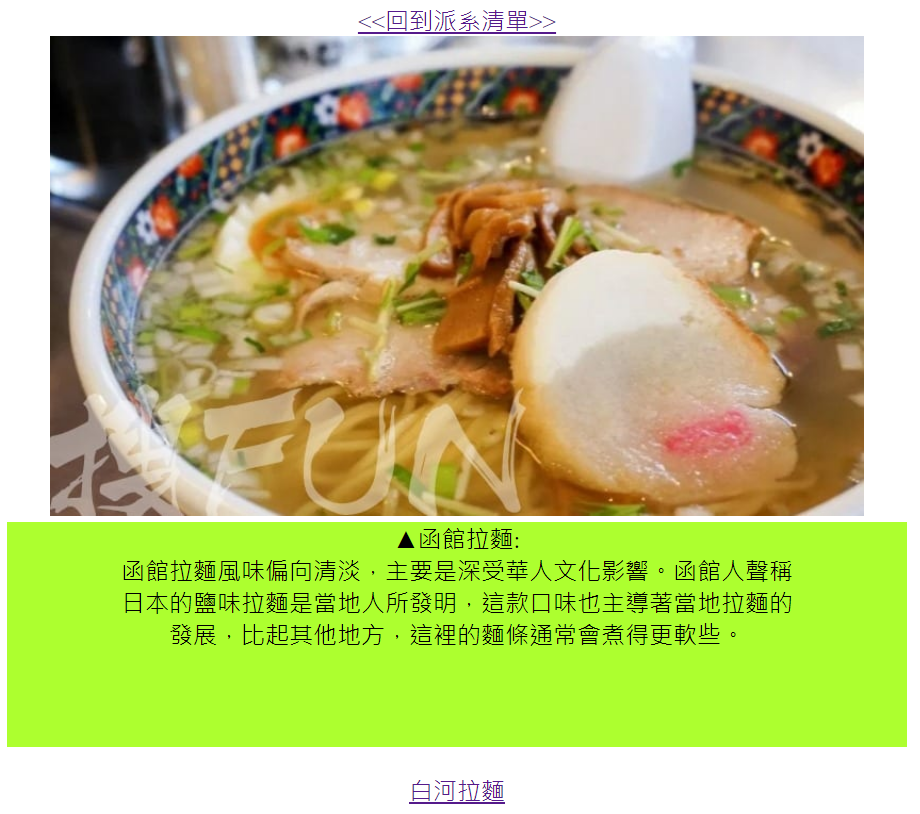 <<回到派系清單>>
搜FUN
▲函館拉麵:
函館拉麵風味偏向清淡，主要是深受華人文化影響。函館人聲稱
日本的鹽味拉麵是當地人所發明，這款口味也主導著當地拉麵的
發展，比起其他地方，這裡的麵條通常會煮得更軟些。
白河拉麵